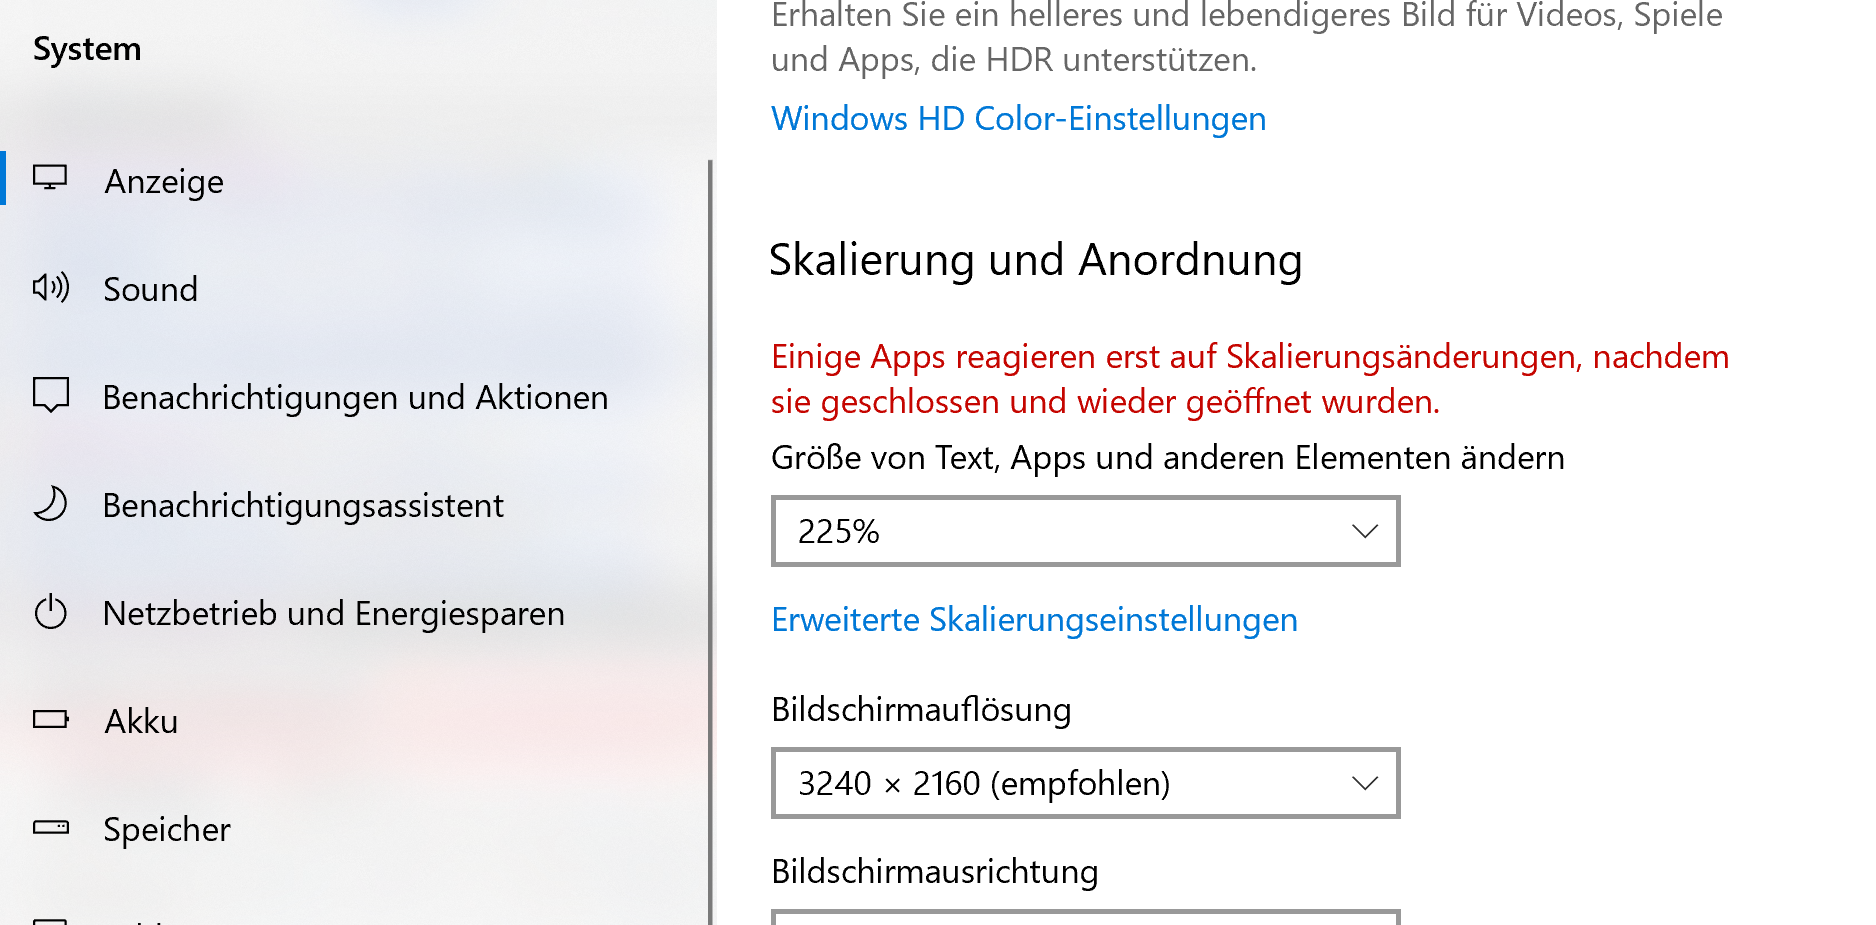 System
Anzeige
Sound
Benachrichtigungen und Aktionen
Benachrichtigungsassistent
Netzbetrieb und Energiesparen
Akku
Speicher
Erhalten Sie ein helleres und lebendigeres Bild für Videos, Spiele
und Apps, die HDR unterstützen.
Windows HD Color-Einstellungen
Skalierung und Anordnung
Einige Apps reagieren erst auf Skalierungsänderungen, nachdem
sie geschlossen und wieder geöffnet wurden.
Größe von Text, Apps und anderen Elementen ändern
225%
Erweiterte Skalierungseinstellungen
Bildschirmauflösung
3240 × 2160 (empfohlen)
Bildschirmausrichtung